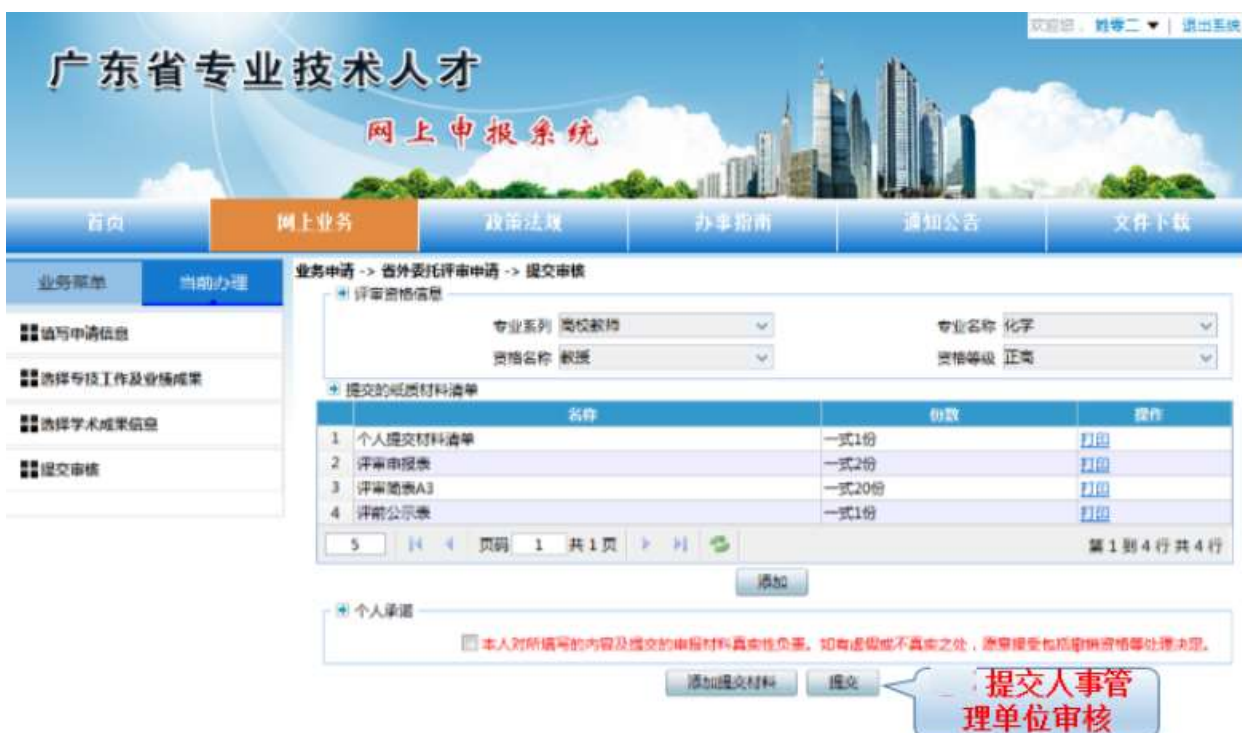 欢迎您，姓零二 ▼ | 退出系统
广东省专业技术人才
网上申报系统
首页 网上业务 政策法规 办事指南 通知公告 文件下载
业务菜单 当前办理
填写申请信息
选择专技工作及业绩成果
选择学术成果信息
提交审核
业务申请 -> 省外委托评审申请 -> 提交审核
评审资格信息
专业系列 高校教师 专业名称 化学
资格名称 教授 资格等级 正高
提交的纸质材料清单
名称 份数 操作
1 个人提交材料清单 一式1份 打印
2 评审申报表 一式2份 打印
3 评审简表A3 一式20份 打印
4 评前公示表 一式1份 打印
5 页码 1 共1页 第1到4行共4行
添加
个人承诺
本人对所填写的内容及提交的申报材料真实性负责。如有虚假或不真实之处，愿意接受包括撤销资格等处理决定。
添加提交材料 提交
提交人事管
理单位审核